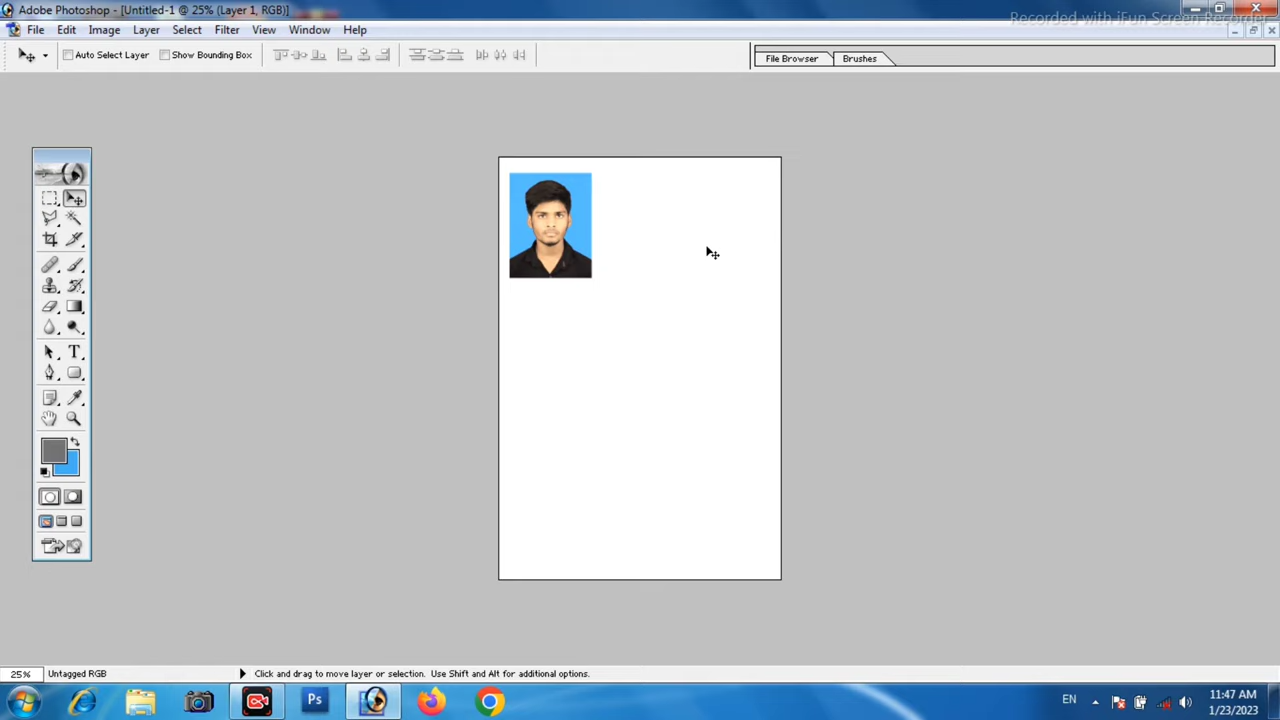 Adobe Photoshop - [Untitled-1 @ 25% (Layer 1, RGB)]
Recorded with iFun Screen Recorder
File Edit Image Layer Select Filter View Window Help
Auto Select Layer Show Bounding Box
File Browser Brushes
25% Untagged RGB Click and drag to move layer or selection. Use Shift and Alt for additional options.
Ps
EN
11:47 AM
1/23/2023